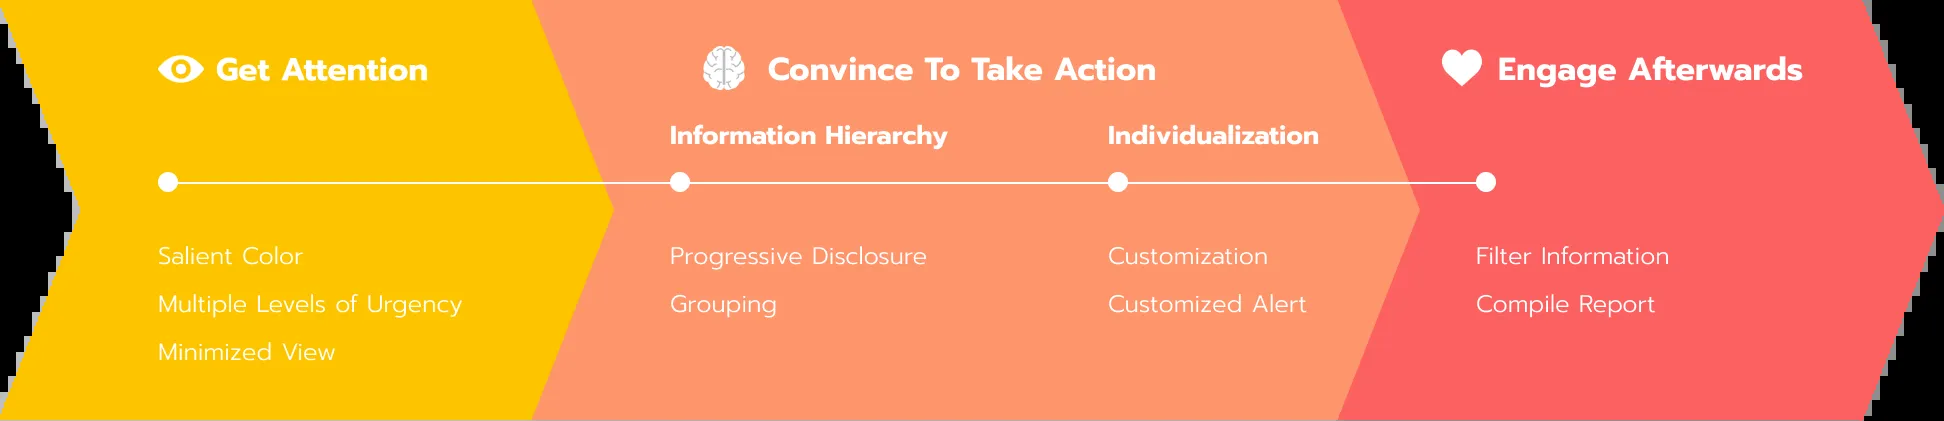 Get Attention
Salient Color
Multiple Levels of Urgency
Minimized View
Convince To Take Action
Information Hierarchy
Progressive Disclosure
Grouping
Individualization
Customization
Customized Alert
Engage Afterwards
Filter Information
Compile Report